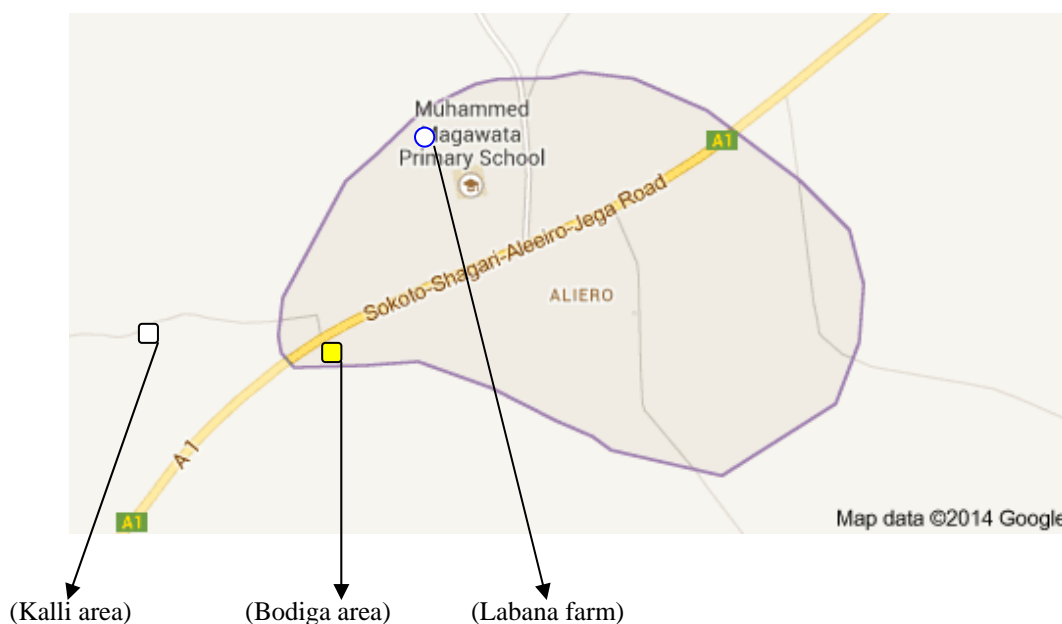 Muhammed
Magawata
Primary School
A1
Sokoto-Shagari-Aleeiro-Jega Road
ALIERO
A 1
A1
Map data ©2014 Google
(Kalli area) (Bodiga area) (Labana farm)